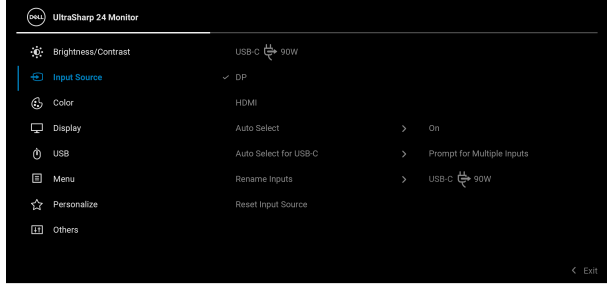 DELL UltraSharp 24 Monitor
Brightness/Contrast USB-C 90W
Input Source DP
Color HDMI
Display Auto Select On
USB Auto Select for USB-C Prompt for Multiple Inputs
Menu Rename Inputs USB-C 90W
Personalize Reset Input Source
Others
Exit